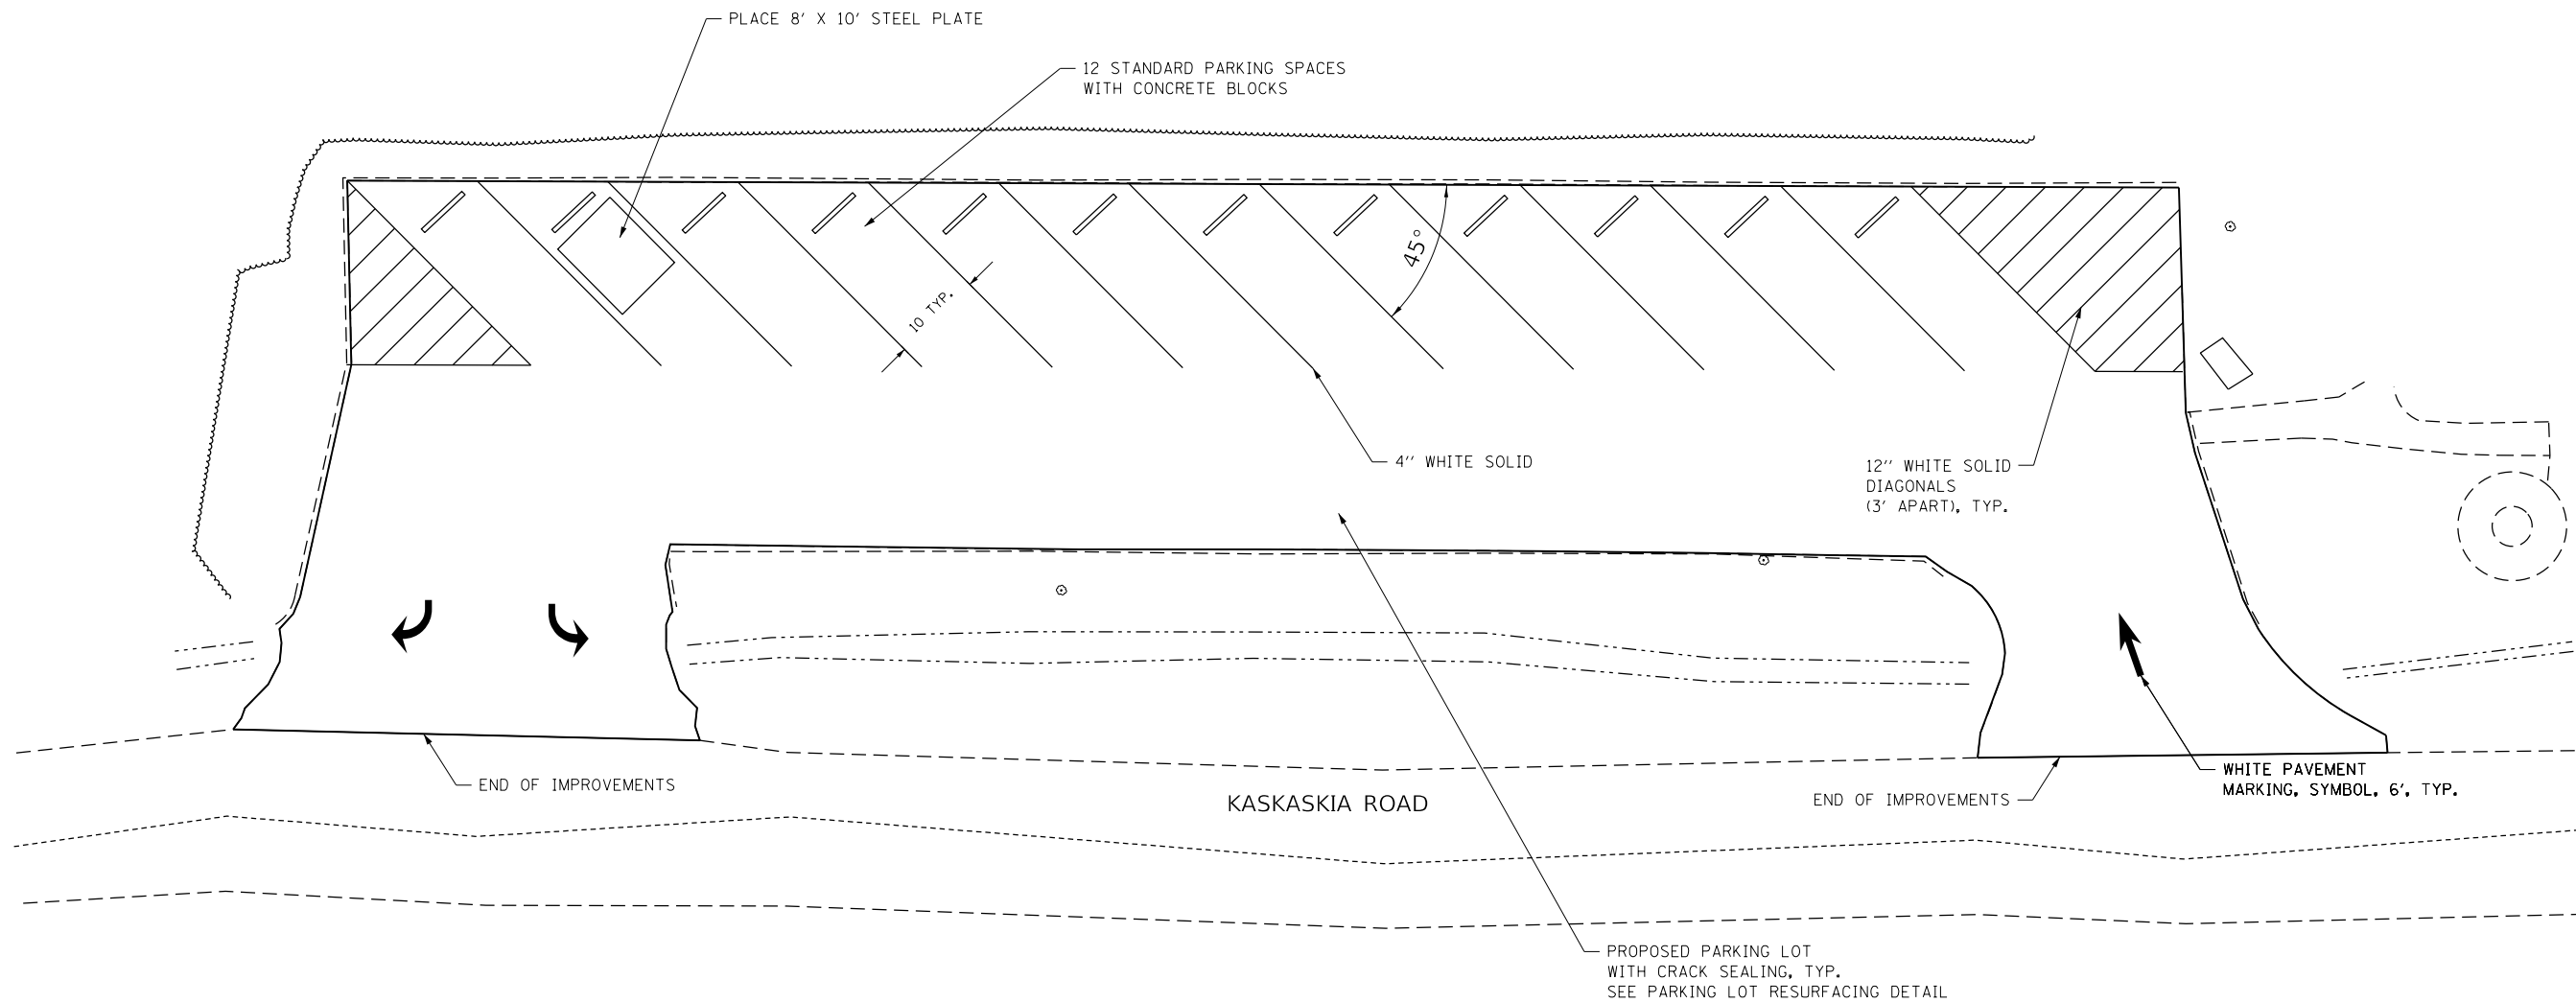 PLACE 8' X 10' STEEL PLATE
12 STANDARD PARKING SPACES
WITH CONCRETE BLOCKS
45°
10 TYP.
4'' WHITE SOLID
12'' WHITE SOLID
DIAGONALS
(3' APART), TYP.
END OF IMPROVEMENTS
KASKASKIA ROAD
END OF IMPROVEMENTS
WHITE PAVEMENT
MARKING, SYMBOL, 6', TYP.
PROPOSED PARKING LOT
WITH CRACK SEALING, TYP.
SEE PARKING LOT RESURFACING DETAIL